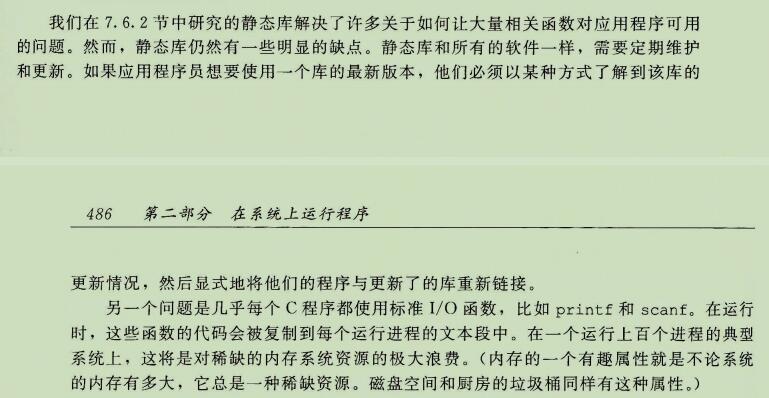 我们在 7.6.2 节中研究的静态库解决了许多关于如何让大量相关函数对应用程序可用
的问题。然而，静态库仍然有一些明显的缺点。静态库和所有的软件一样，需要定期维护
和更新。如果应用程序员想要使用一个库的最新版本，他们必须以某种方式了解到该库的
486 第二部分 在系统上运行程序
更新情况，然后显式地将他们的程序与更新了的库重新链接。
另一个问题是几乎每个 C 程序都使用标准 I/O 函数，比如 printf 和 scanf。在运行
时，这些函数的代码会被复制到每个运行进程的文本段中。在一个运行上百个进程的典型
系统上，这将是对稀缺的内存系统资源的极大浪费。（内存的一个有趣属性就是不论系统
的内存有多大，它总是一种稀缺资源。磁盘空间和厨房的垃圾桶同样有这种属性。）